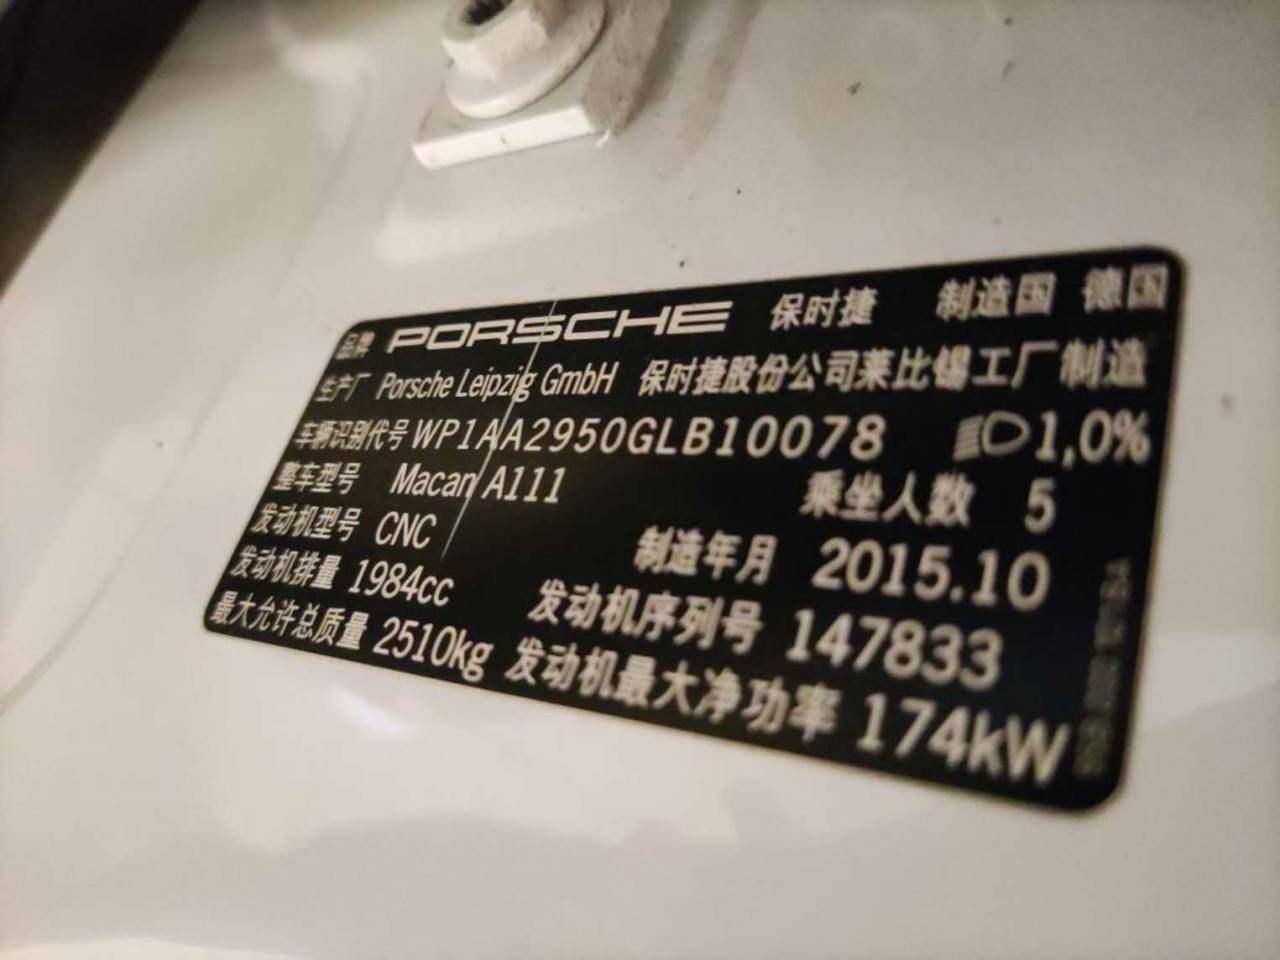 品牌 PORSCHE 保时捷 制造国 德国
生产厂 Porsche Leipzig GmbH 保时捷股份公司莱比锡工厂制造
车辆识别代号 WP1AA2950GLB10078 1,0%
整车型号 Macan A111 乘坐人数 5
发动机型号 CNC 制造年月 2015.10
发动机排量 1984cc 发动机序列号 147833
最大允许总质量 2510kg 发动机最大净功率 174kW